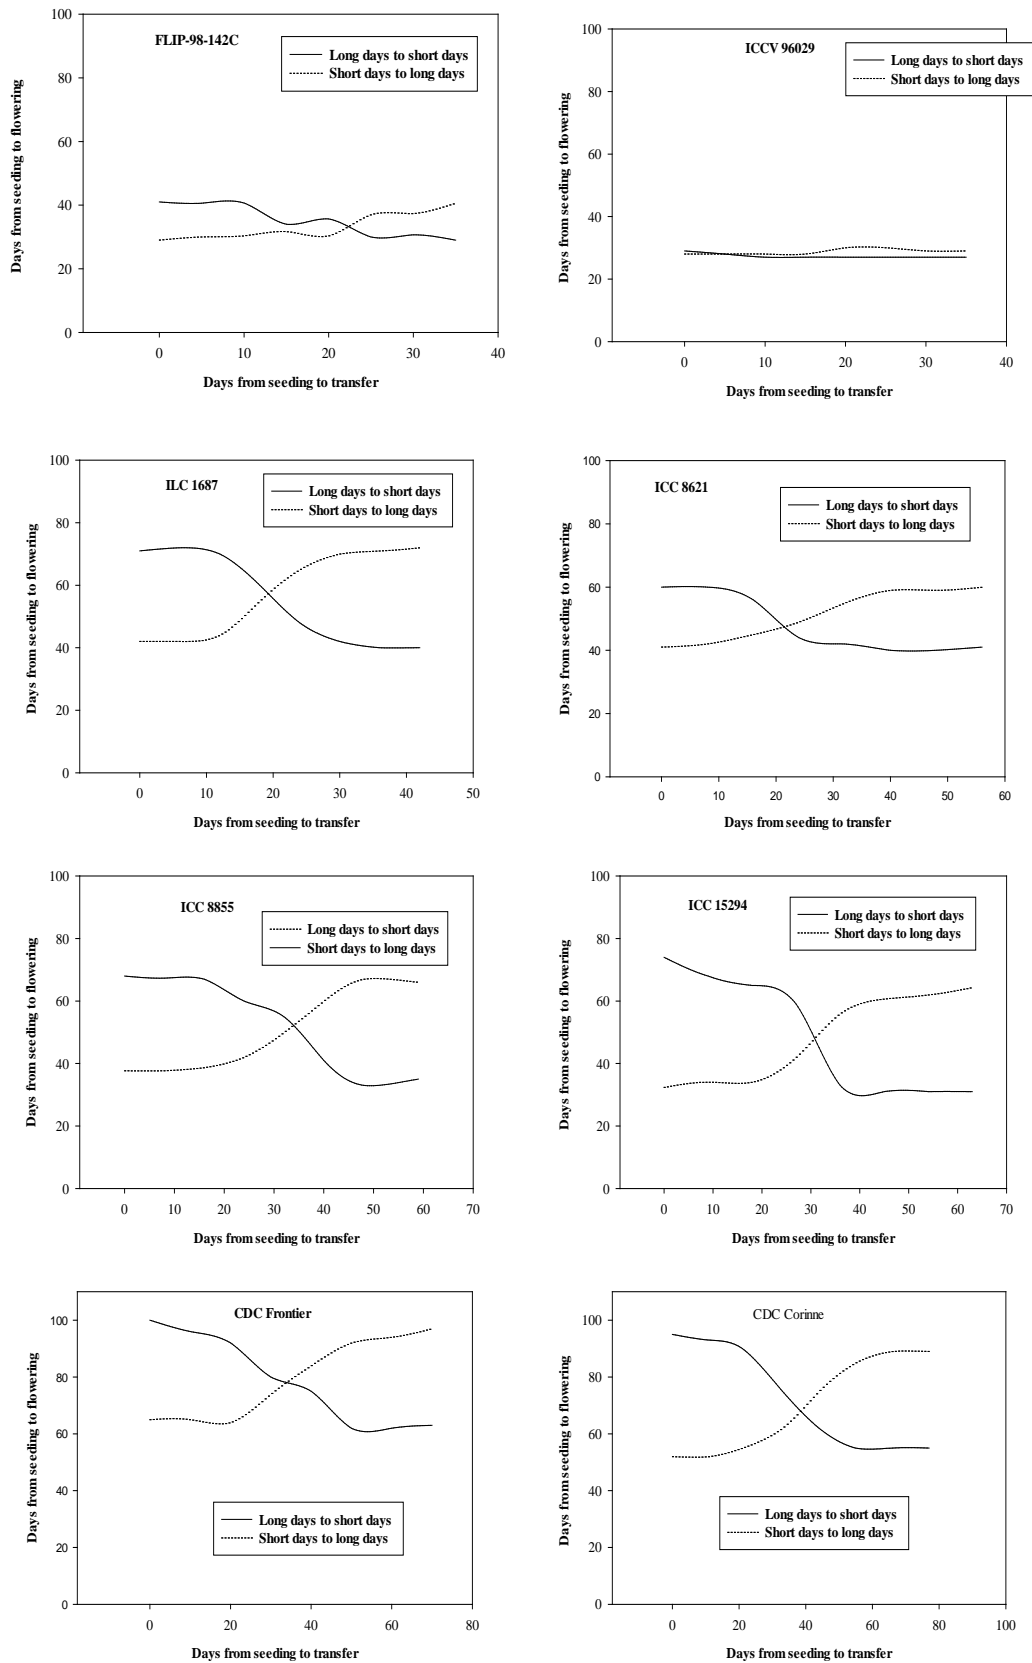 FLIP-98-142C
Long days to short days
Short days to long days
Days from seeding to flowering
100
80
60
40
20
0
0 10 20 30 40
Days from seeding to transfer
ICCV 96029
Long days to short days
Short days to long days
Days from seeding to flowering
100
80
60
40
20
0
0 10 20 30 40
Days from seeding to transfer
ILC 1687
Long days to short days
Short days to long days
Days from seeding to flowering
100
80
60
40
20
0
0 10 20 30 40 50
Days from seeding to transfer
ICC 8621
Long days to short days
Short days to long days
Days from seeding to flowering
100
80
60
40
20
0
0 10 20 30 40 50 60
Days from seeding to transfer
ICC 8855
Long days to short days
Short days to long days
Days from seeding to flowering
100
80
60
40
20
0
0 10 20 30 40 50 60 70
Days from seeding to transfer
ICC 15294
Long days to short days
Short days to long days
Days from seeding to flowering
100
80
60
40
20
0
0 10 20 30 40 50 60 70
Days from seeding to transfer
CDC Frontier
Long days to short days
Short days to long days
Days from seeding to flowering
100
80
60
40
20
0
0 20 40 60 80
Days from seeding to transfer
CDC Corinne
Long days to short days
Short days to long days
Days from seeding to flowering
100
80
60
40
20
0
0 20 40 60 80 100
Days from seeding to transfer